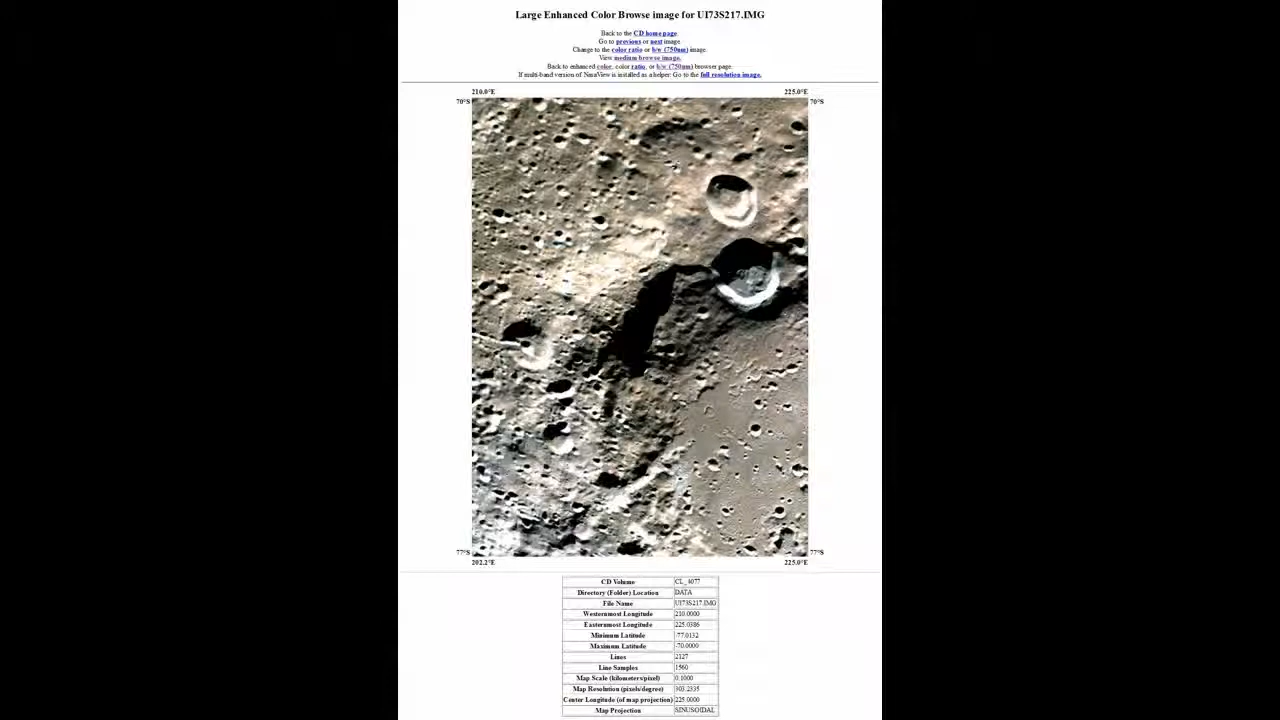 Large Enhanced Color Browse image for UI73S217.IMG
Back to the CD home page
Go to previous or next image
Change to the color ratio or b/w (750nm) image
View medium browse image.
Back to enhanced color, color ratio, or b/w (750nm) browser page
If multi-band version of NasaView is installed as a helper: Go to the full resolution image.
210.0°E 225.0°E
70°S 70°S
77°S 77°S
202.2°E 225.0°E
CD Volume CL_4077
Directory (Folder) Location DATA
File Name UI73S217.IMG
Westernmost Longitude 210.0000
Easternmost Longitude 225.0386
Minimum Latitude -77.0132
Maximum Latitude -70.0000
Lines 2127
Line Samples 1560
Map Scale (kilometers/pixel) 0.1000
Map Resolution (pixels/degree) 303.2335
Center Longitude (of map projection) 225.0000
Map Projection SINUSOIDAL